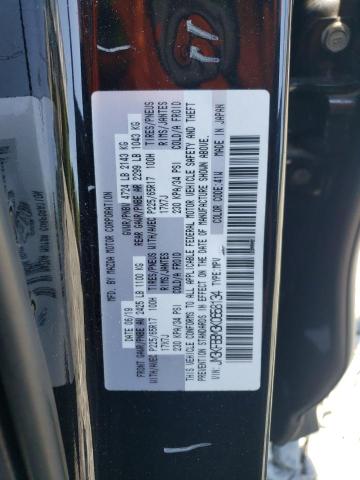 MFD. BY MAZDA MOTOR CORPORATION
DATE 06/19 GVWR/PNBV 4724 LB 2143 KG
FRONT GAWR/PNBE AV 2425 LB 1100 KG REAR GAWR/PNBE AR 2299 LB 1043 KG
WITH/AVEC P225/65R17 100H TIRES/PNEUS WITH/AVEC P225/65R17 100H TIRES/PNEUS
17X7J RIMS/JANTES 17X7J RIMS/JANTES
230 KPA/34 PSI COLD/A FROID 230 KPA/34 PSI COLD/A FROID
THIS VEHICLE CONFORMS TO ALL APPLICABLE FEDERAL MOTOR VEHICLE SAFETY AND THEFT
PREVENTION STANDARDS IN EFFECT ON THE DATE OF MANUFACTURE SHOWN ABOVE.
VIN: TYPE: MPV COLOR CODE: 41W MADE IN JAPAN